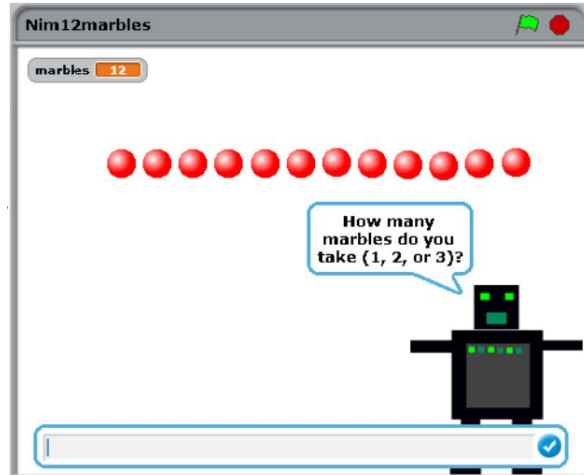 Nim12marbles
marbles 12
How many
marbles do you
take (1, 2, or 3)?